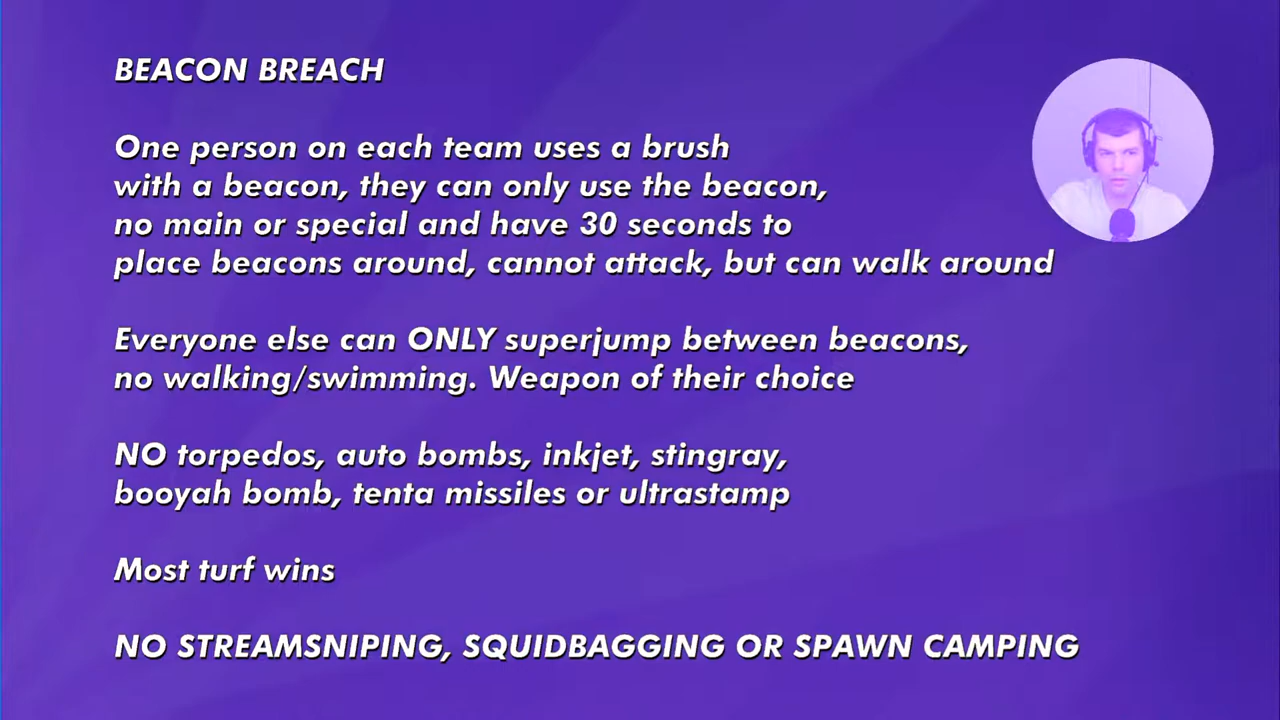 BEACON BREACH
One person on each team uses a brush
with a beacon, they can only use the beacon,
no main or special and have 30 seconds to
place beacons around, cannot attack, but can walk around
Everyone else can ONLY superjump between beacons,
no walking/swimming. Weapon of their choice
NO torpedos, auto bombs, inkjet, stingray,
booyah bomb, tenta missiles or ultrastamp
Most turf wins
NO STREAMSNIPING, SQUIDBAGGING OR SPAWN CAMPING